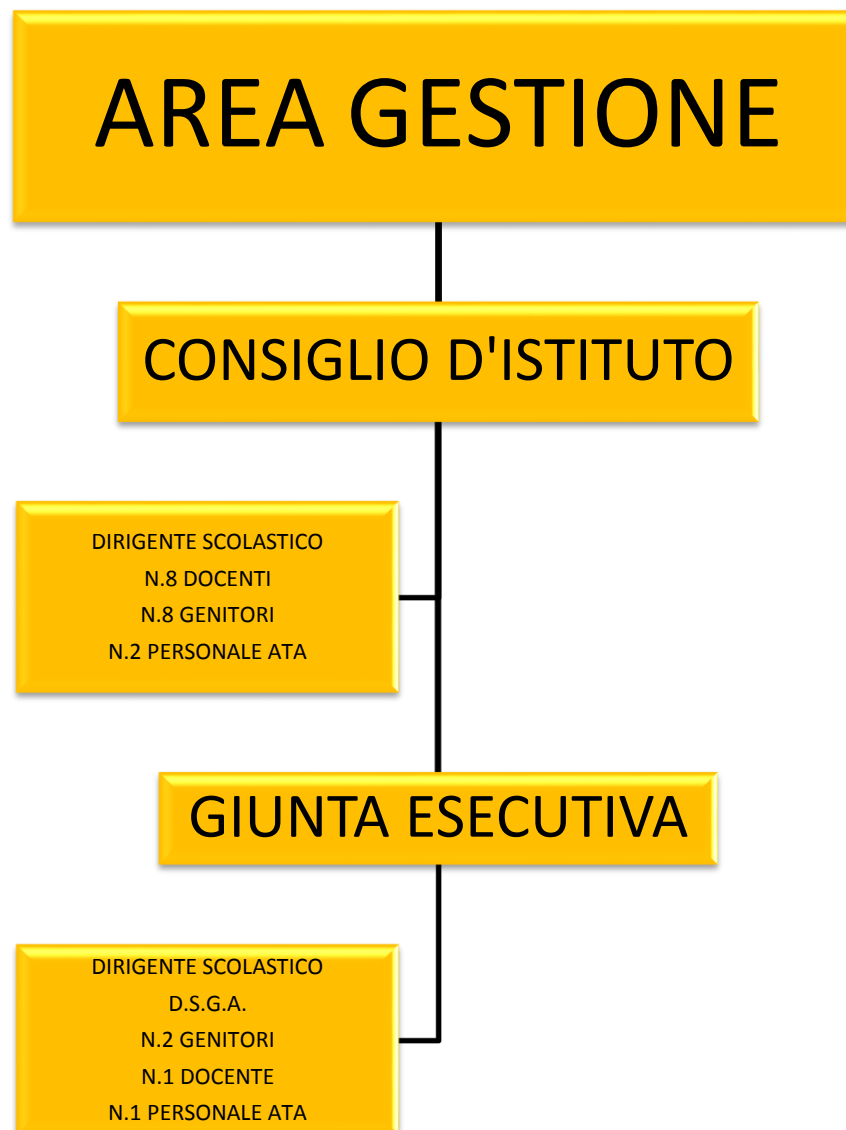 AREA GESTIONE
CONSIGLIO D'ISTITUTO
DIRIGENTE SCOLASTICO
N.8 DOCENTI
N.8 GENITORI
N.2 PERSONALE ATA
GIUNTA ESECUTIVA
DIRIGENTE SCOLASTICO
D.S.G.A.
N.2 GENITORI
N.1 DOCENTE
N.1 PERSONALE ATA